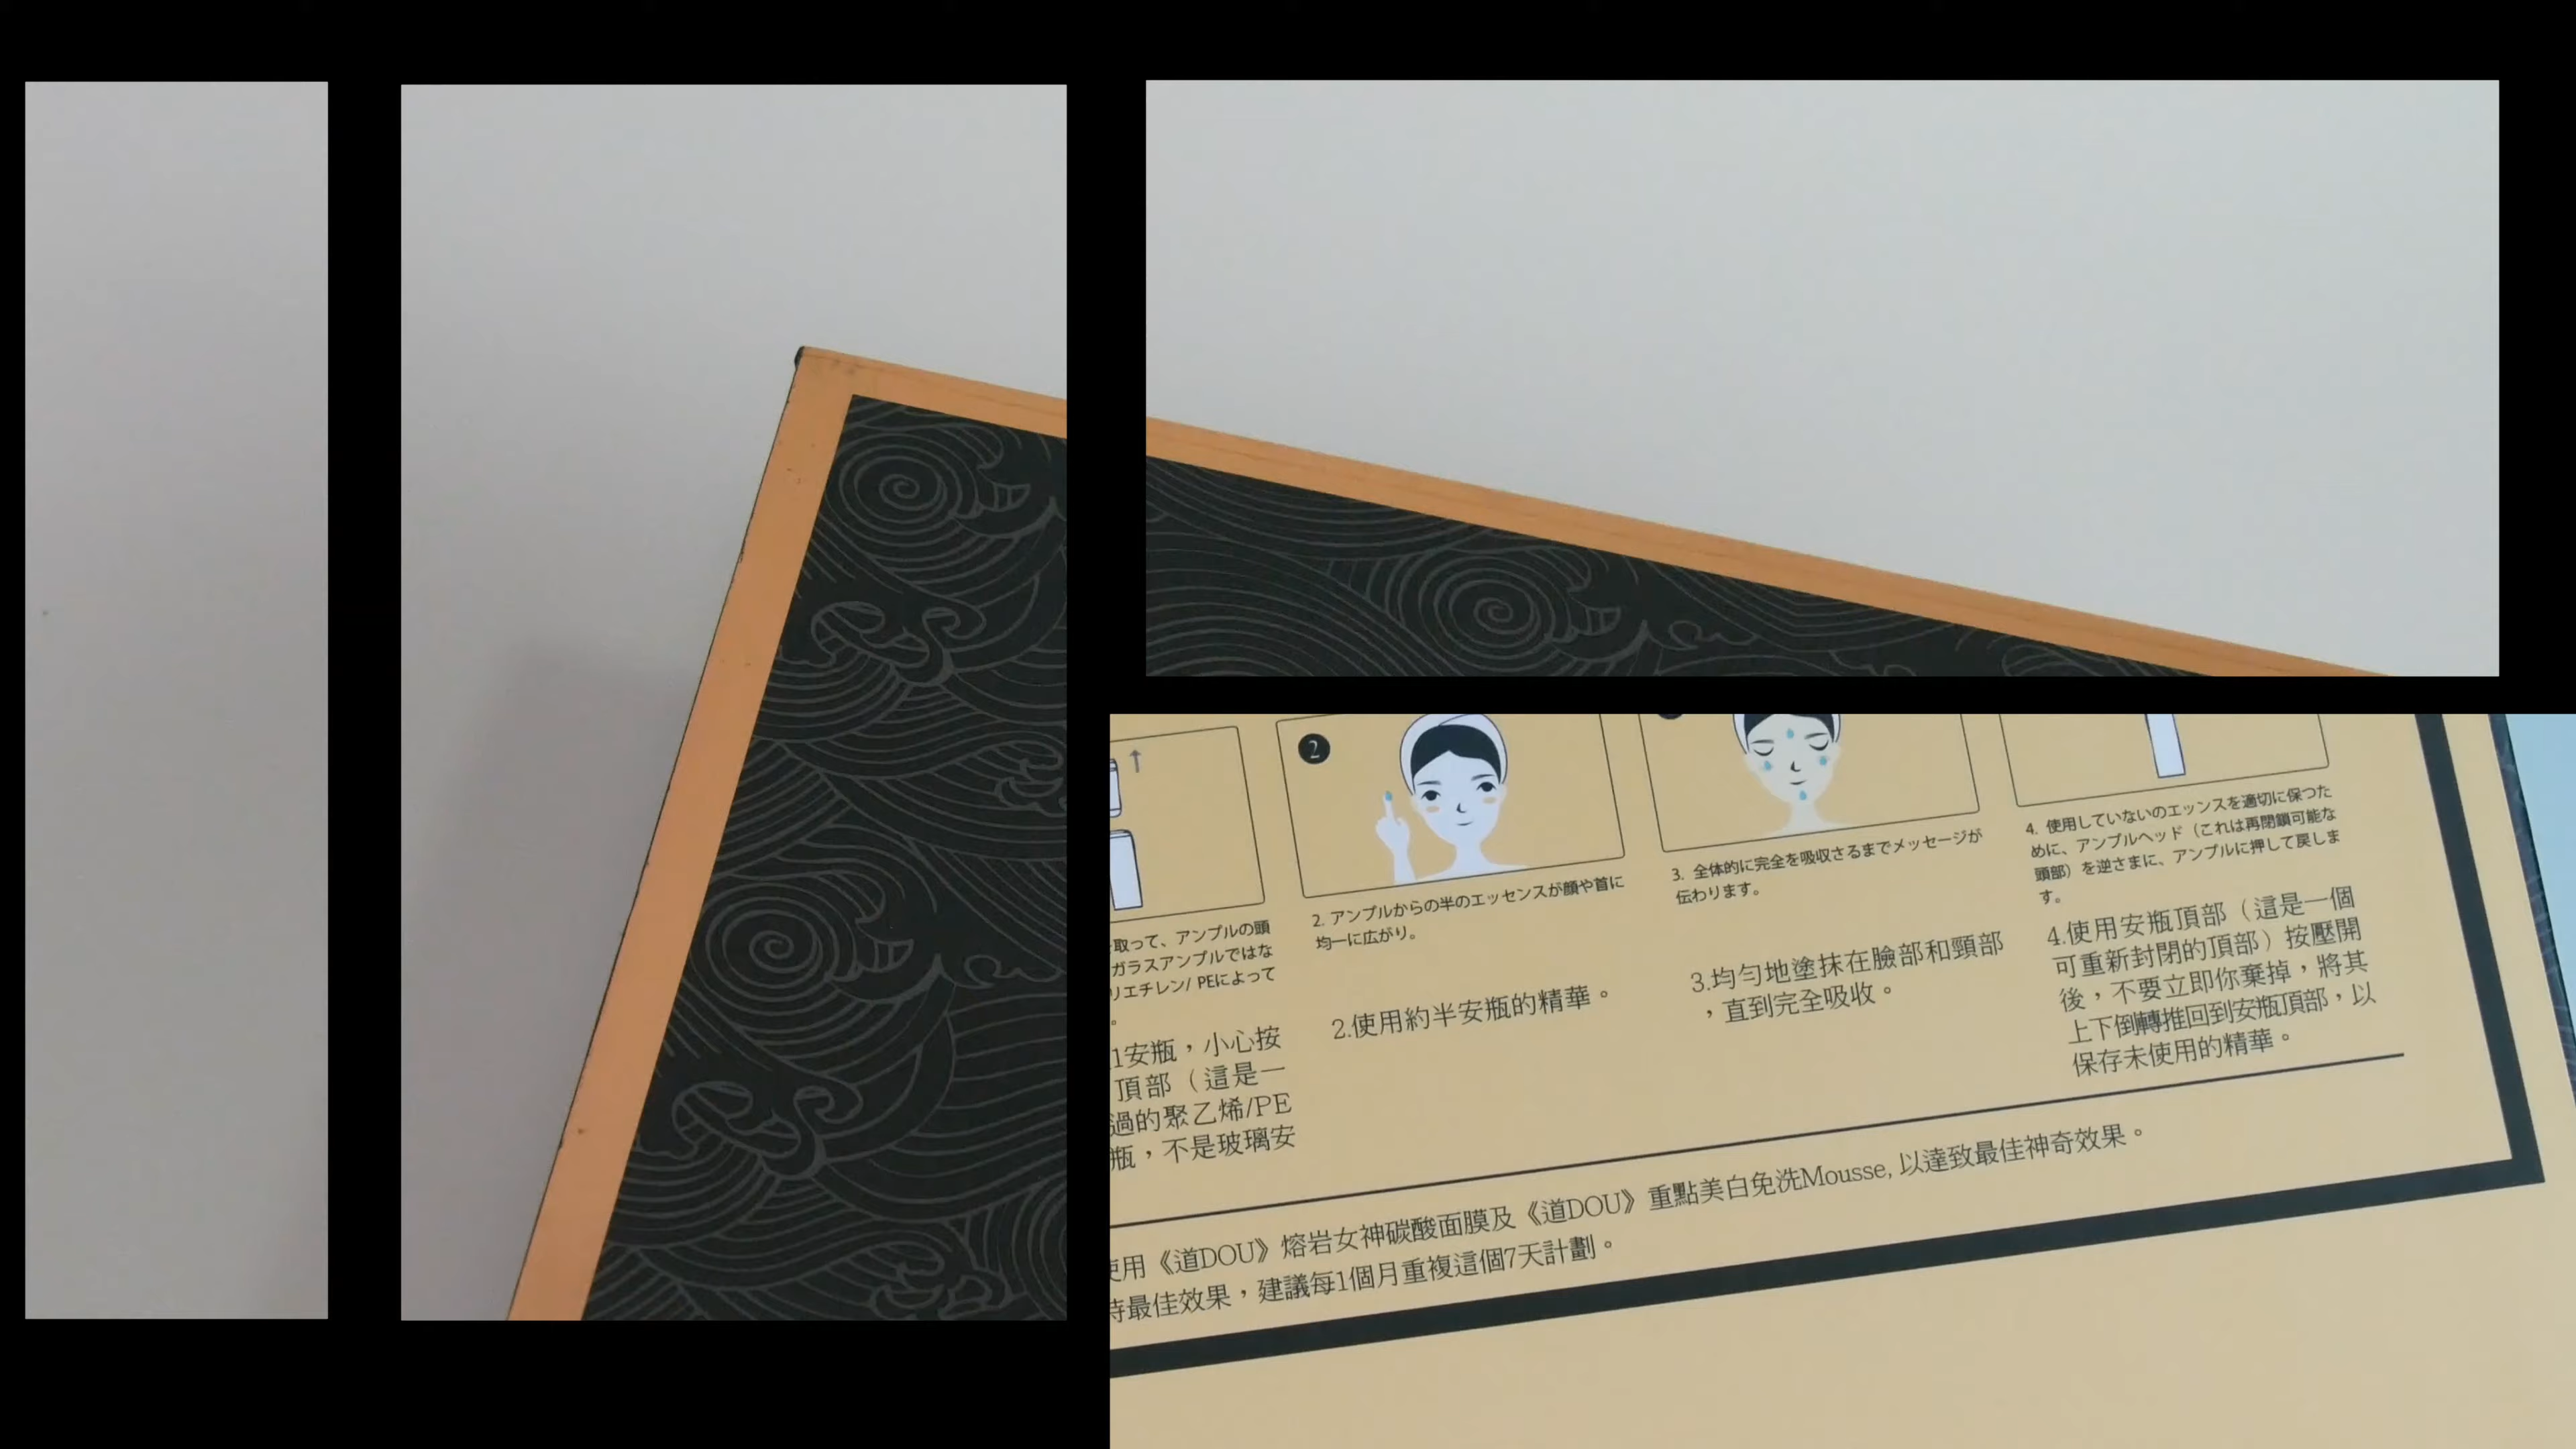 2
取って、アンプルの頭
ガラスアンプルではな
リエチレン/ PEによって
。
1安瓶，小心按
頂部（這是一
過的聚乙烯/PE
瓶，不是玻璃安
2. アンプルからの半のエッセンスが顔や首に
均一に広がり。
2.使用約半安瓶的精華。
3. 全体的に完全を吸収さるまでメッセージが
伝わります。
3.均勻地塗抹在臉部和頸部
，直到完全吸收。
4. 使用していないのエッンスを適切に保つた
めに、アンプルヘッド（これは再閉鎖可能な
頭部）を逆さまに、アンプルに押して戻しま
す。
4.使用安瓶頂部（這是一個
可重新封閉的頂部）按壓開
後，不要立即你棄掉，將其
上下倒轉推回到安瓶頂部，以
保存未使用的精華。
使用《道DOU》熔岩女神碳酸面膜及《道DOU》重點美白免洗Mousse, 以達致最佳神奇效果。
持最佳效果，建議每1個月重複這個7天計劃。